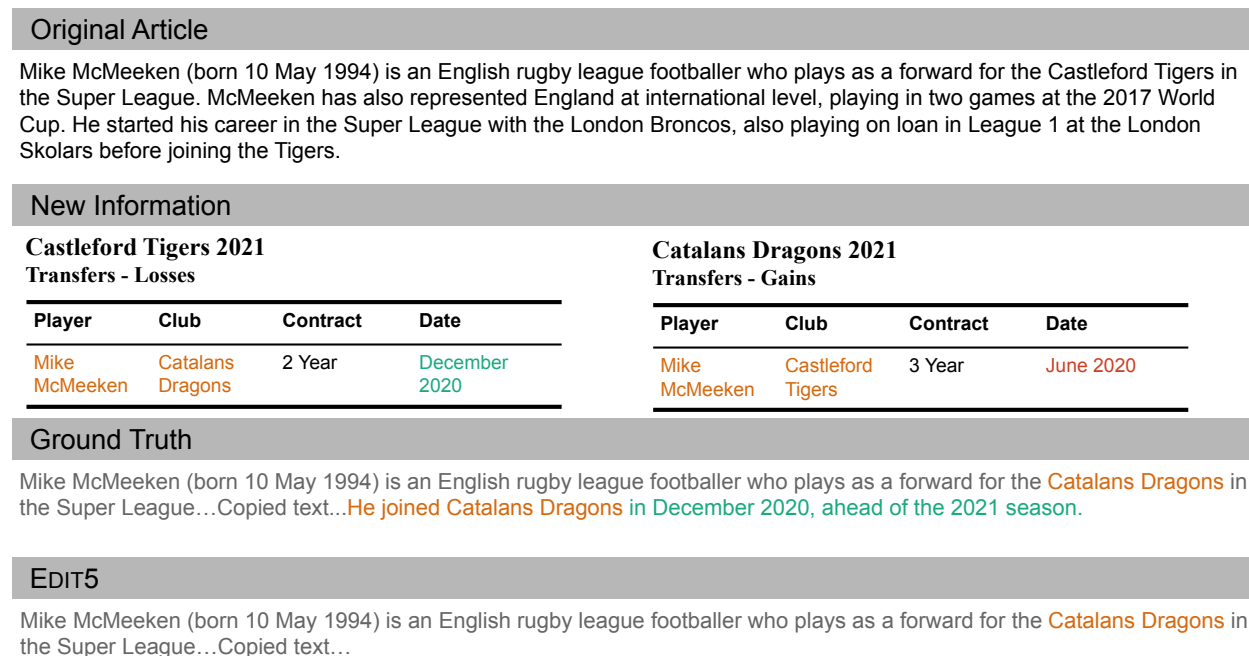 Original Article
Mike McMeeken (born 10 May 1994) is an English rugby league footballer who plays as a forward for the Castleford Tigers in
the Super League. McMeeken has also represented England at international level, playing in two games at the 2017 World
Cup. He started his career in the Super League with the London Broncos, also playing on loan in League 1 at the London
Skolars before joining the Tigers.
New Information
Castleford Tigers 2021
Transfers - Losses
Player Club Contract Date
Mike Catalans 2 Year December
McMeeken Dragons 2020
Catalans Dragons 2021
Transfers - Gains
Player Club Contract Date
Mike Castleford 3 Year June 2020
McMeeken Tigers
Ground Truth
Mike McMeeken (born 10 May 1994) is an English rugby league footballer who plays as a forward for the Catalans Dragons in
the Super League…Copied text...He joined Catalans Dragons in December 2020, ahead of the 2021 season.
EDIT5
Mike McMeeken (born 10 May 1994) is an English rugby league footballer who plays as a forward for the Catalans Dragons in
the Super League…Copied text…